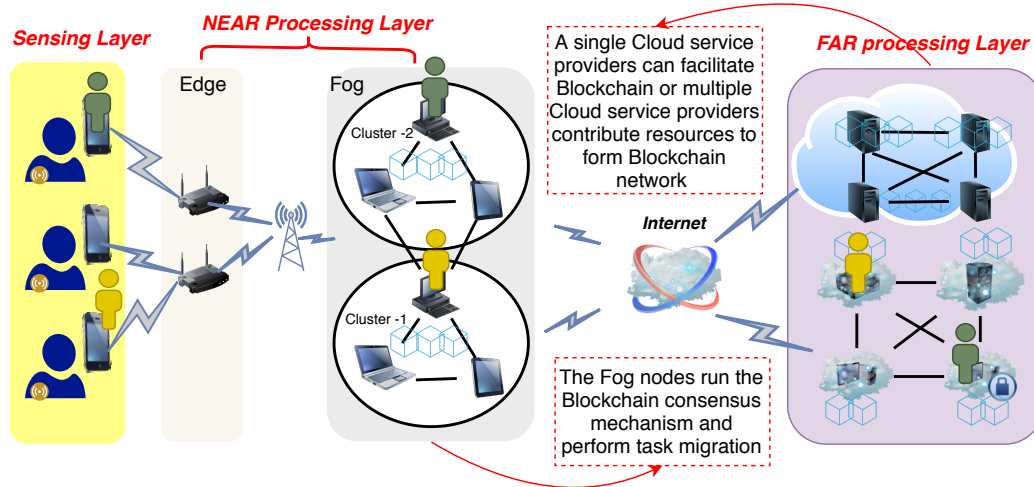 Sensing Layer
NEAR Processing Layer
Edge
Fog
Cluster -2
Cluster -1
A single Cloud service
providers can facilitate
Blockchain or multiple
Cloud service providers
contribute resources to
form Blockchain
network
Internet
The Fog nodes run the
Blockchain consensus
mechanism and
perform task migration
FAR processing Layer